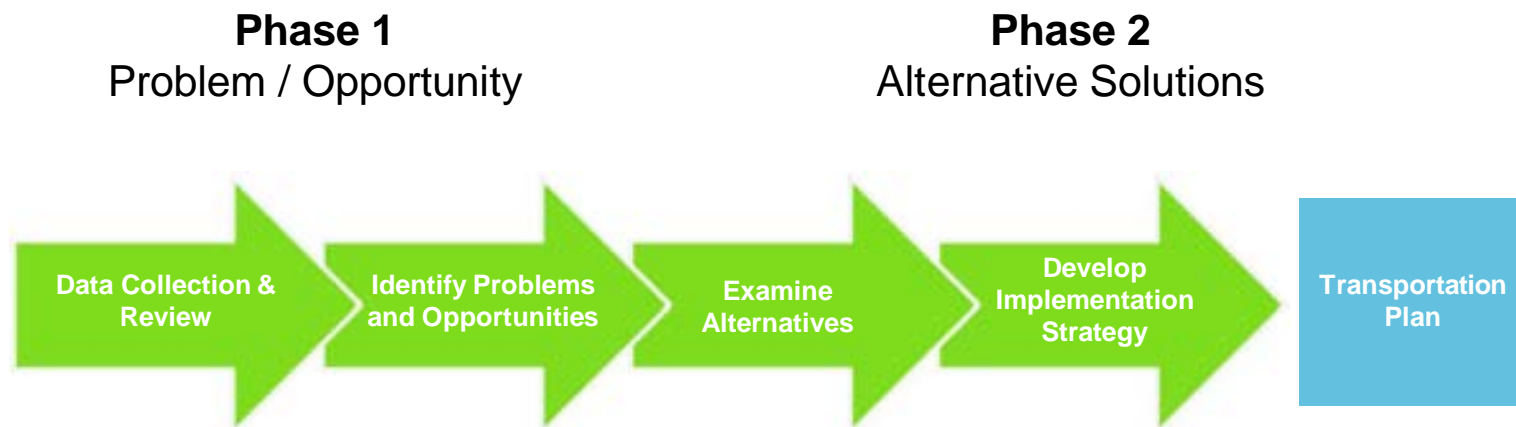 Phase 1
Problem / Opportunity
Phase 2
Alternative Solutions
Data Collection &
Review
Identify Problems
and Opportunities
Examine
Alternatives
Develop
Implementation
Strategy
Transportation
Plan